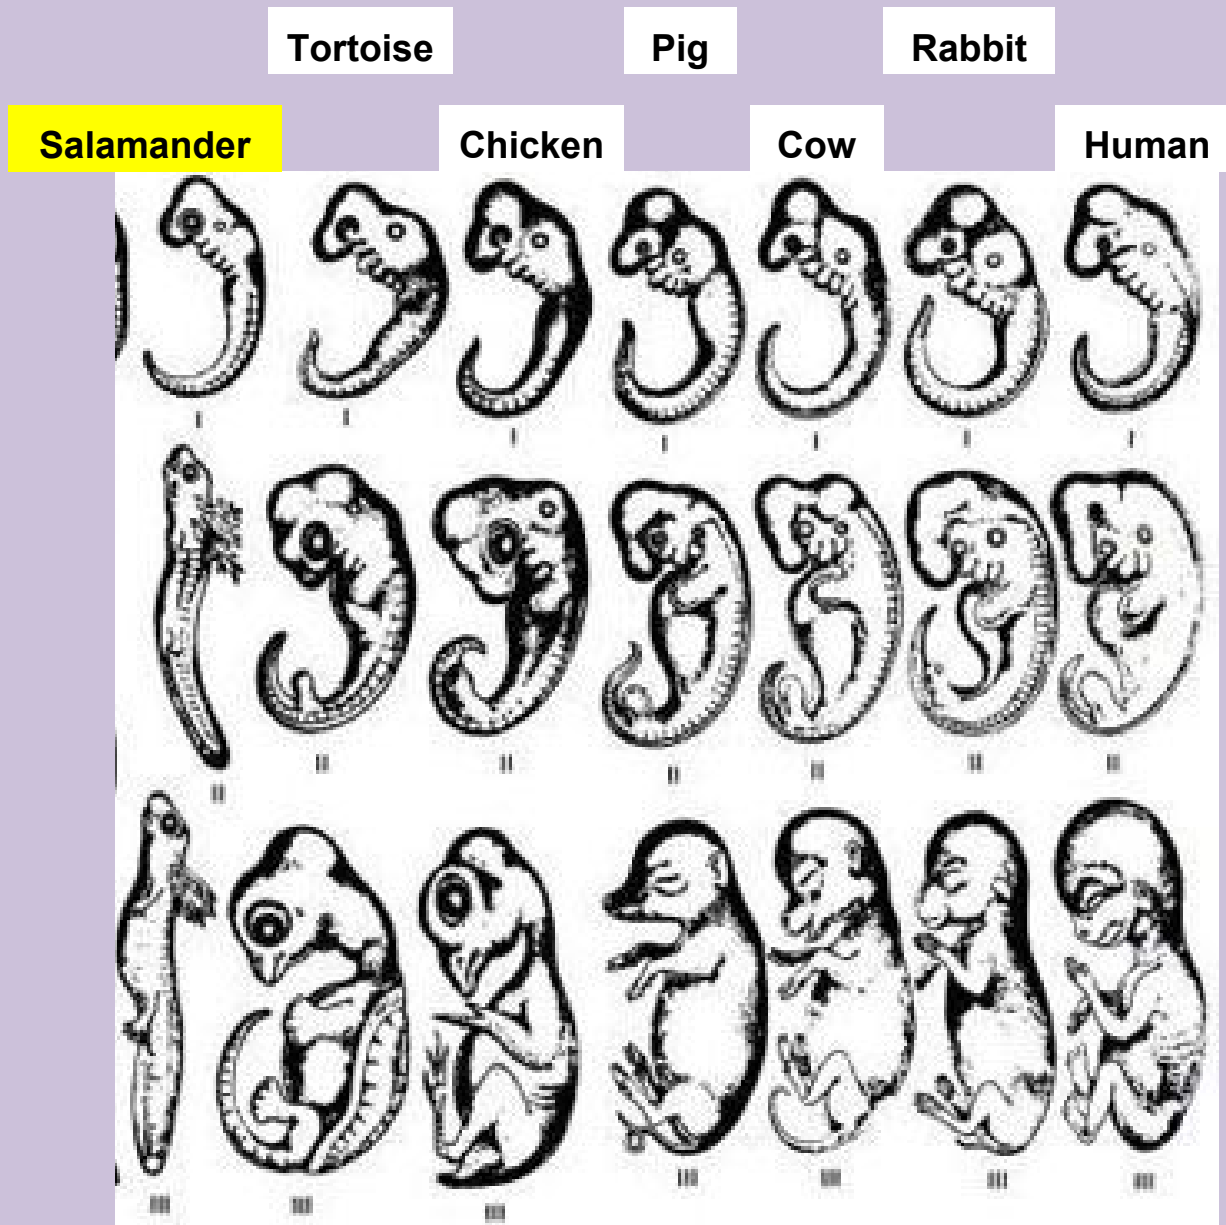 Tortoise Pig Rabbit
Salamander Chicken Cow Human
I I I I I I I
II II II II II II II
III III III III III III III